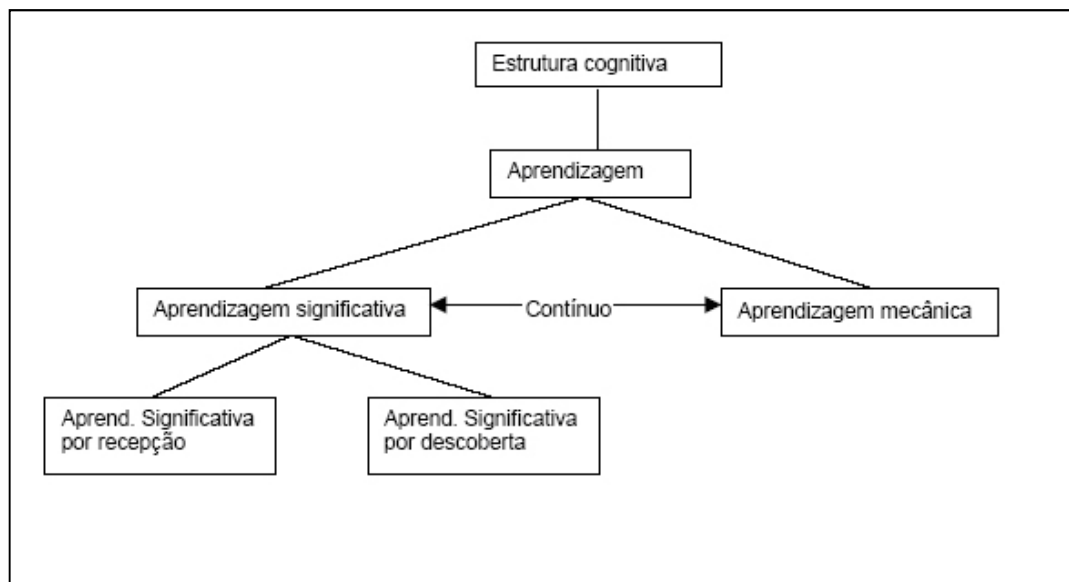 Estrutura cognitiva
Aprendizagem
Aprendizagem significativa
Contínuo
Aprendizagem mecânica
Aprend. Significativa
por recepção
Aprend. Significativa
por descoberta